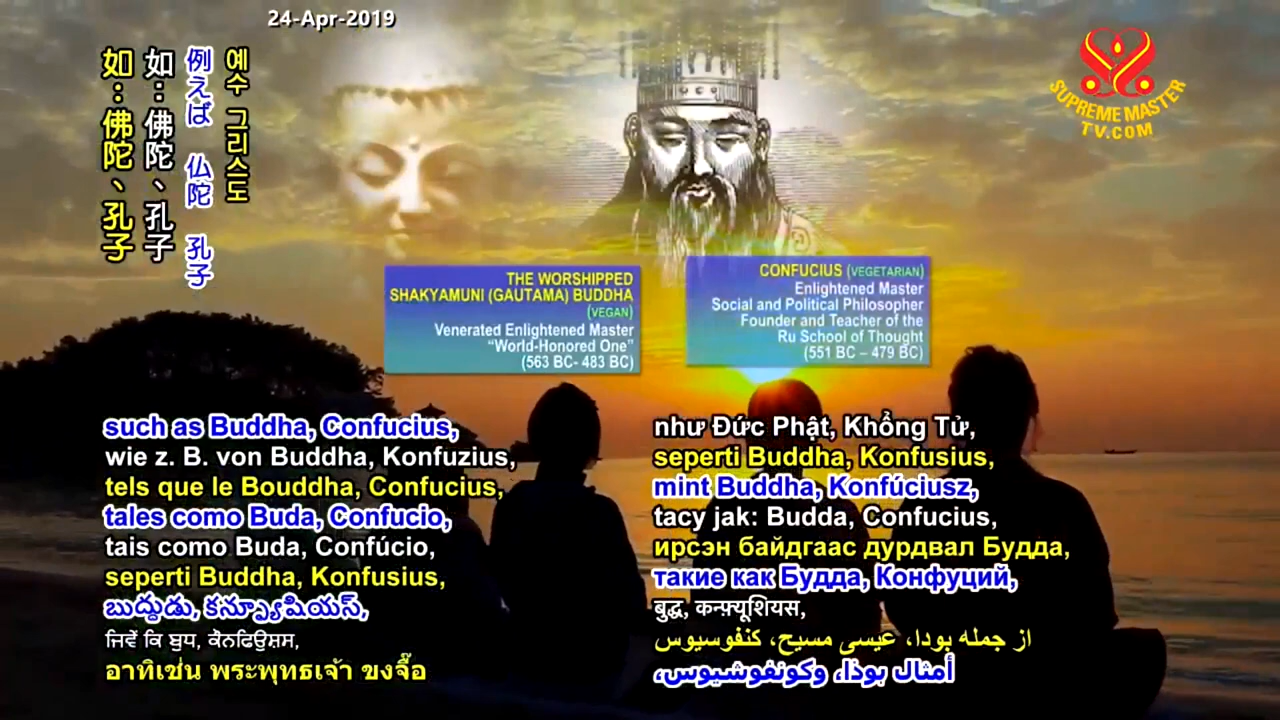 24-Apr-2019
예수 그리스도
例えば 仏陀 孔子
如…佛陀、孔子
如…佛陀、孔子
SUPREME MASTER
TV.COM
THE WORSHIPPED
SHAKYAMUNI (GAUTAMA) BUDDHA
(VEGAN)
Venerated Enlightened Master
“World-Honored One”
(563 BC- 483 BC)
CONFUCIUS (VEGETARIAN)
Enlightened Master
Social and Political Philosopher
Founder and Teacher of the
Ru School of Thought
(551 BC – 479 BC)
such as Buddha, Confucius,
wie z. B. von Buddha, Konfuzius,
tels que le Bouddha, Confucius,
tales como Buda, Confucio,
tais como Buda, Confúcio,
seperti Buddha, Konfusius,
బుద్ధుడు, కన్ఫ్యూషియస్,
ਜਿਵੇਂ ਕਿ ਬੁਧ, ਕੈਨਫਿਉਸ਼ਸ,
อาทิเช่น พระพุทธเจ้า ขงจื๊อ
như Đức Phật, Khổng Tử,
seperti Buddha, Konfusius,
mint Buddha, Konfúciusz,
tacy jak: Budda, Confucius,
ирсэн байдгаас дурдвал Будда,
такие как Будда, Конфуций,
बुद्ध, कन्फ़्यूशियस,
از جمله بودا، عیسی مسیح، کنفوسیوس
أمثال بوذا، وكونفوشيوس،